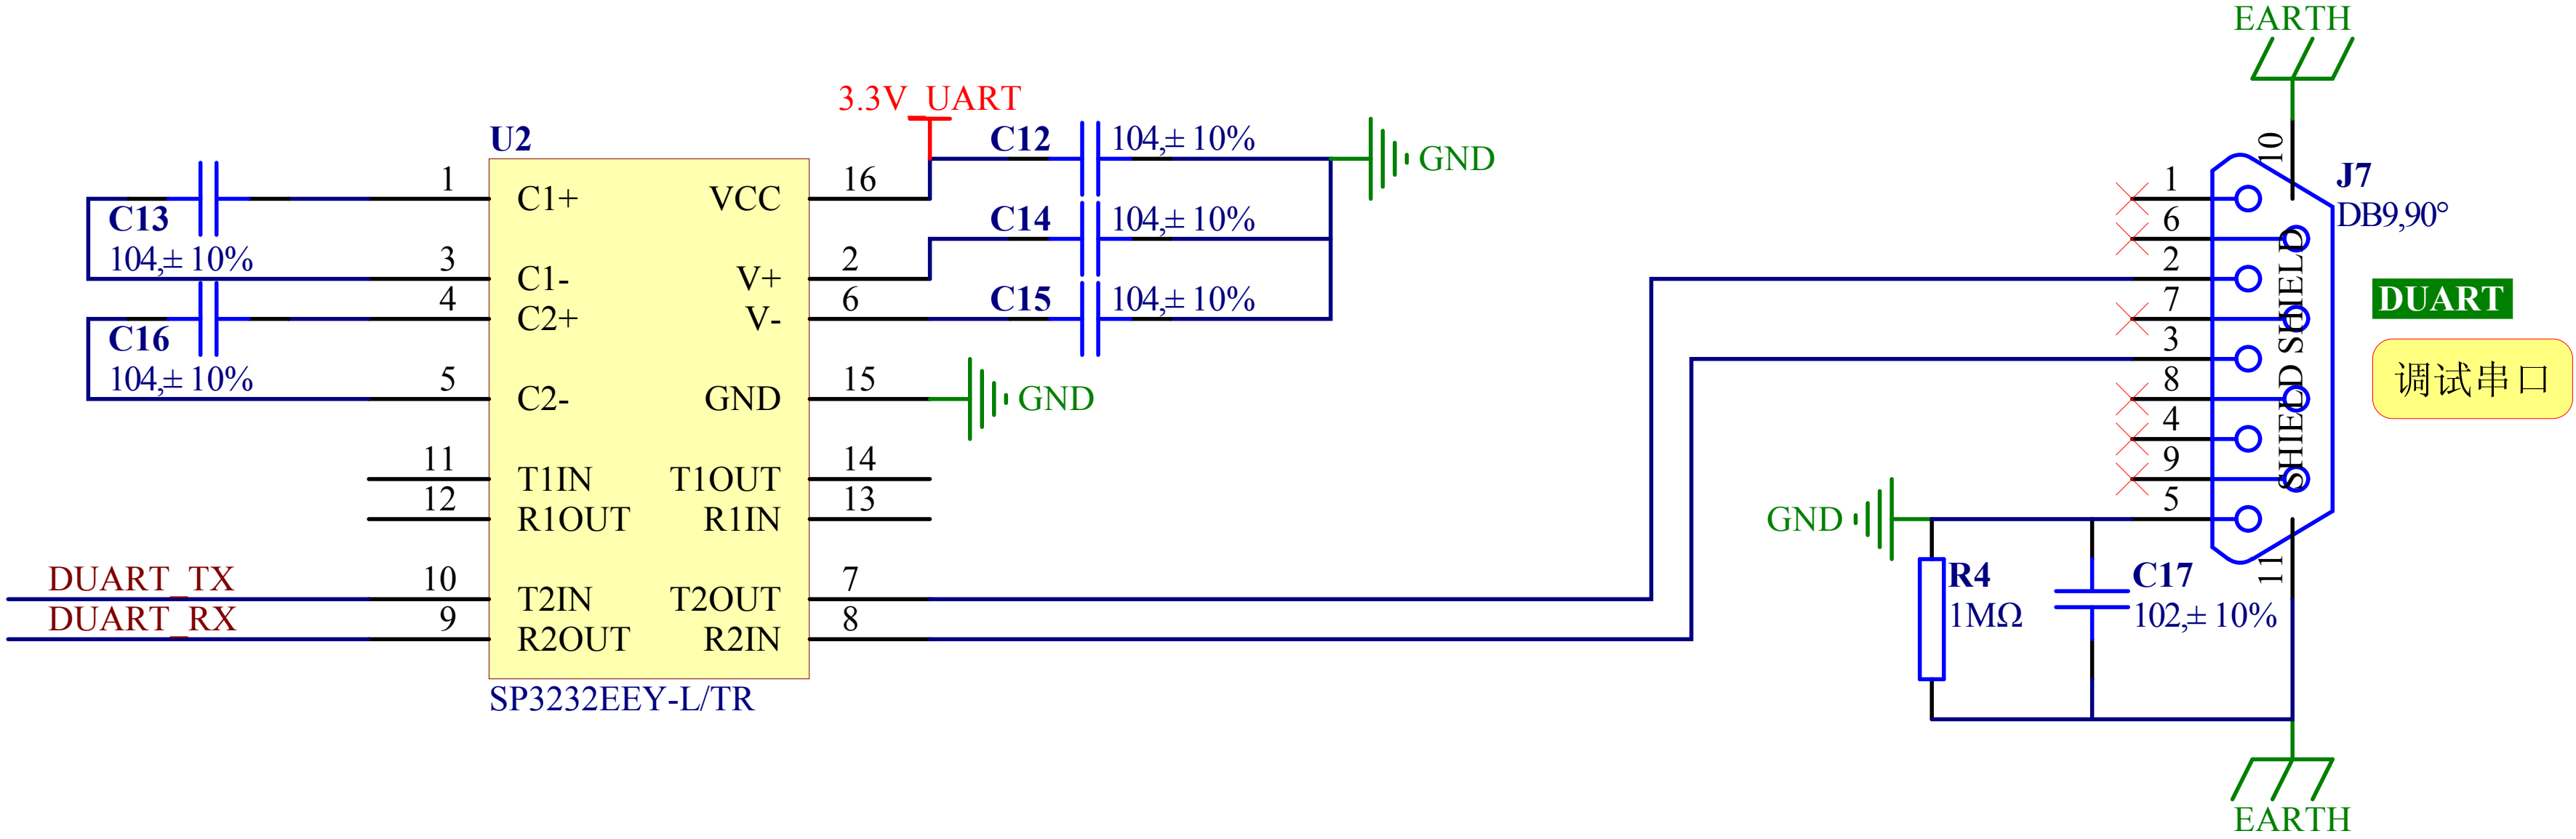 EARTH
3.3V_UART
U2
C12
104,±10%
GND
10
J7
DB9,90°
1
C1+
VCC
16
C13
104,±10%
C14
104,±10%
3
C1-
V+
2
C15
104,±10%
4
C2+
V-
6
C16
104,±10%
5
C2-
GND
15
GND
11
T1IN
T1OUT
14
12
R1OUT
R1IN
13
DUART_TX
10
T2IN
T2OUT
7
DUART_RX
9
R2OUT
R2IN
8
SP3232EEY-L/TR
1
6
2
7
3
8
4
9
5
SHIELD SHIELD
DUART
调试串口
GND
R4
1MΩ
C17
102,±10%
11
EARTH